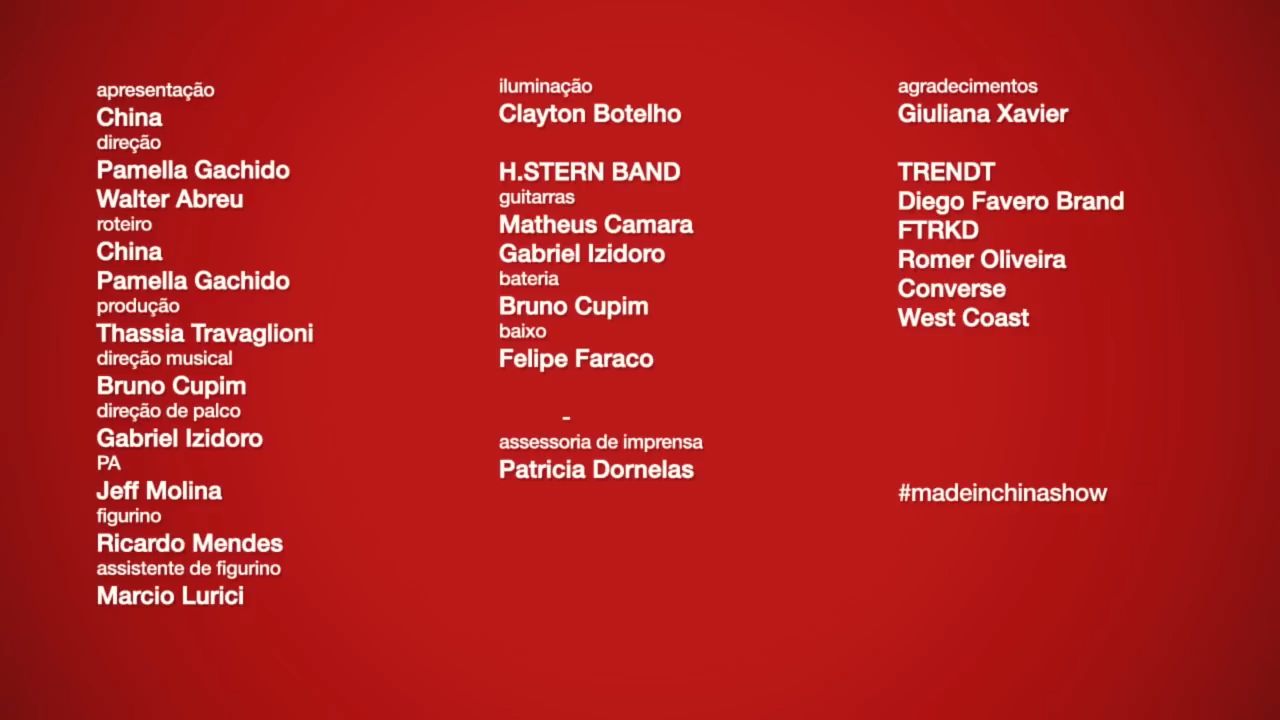 apresentação
China
direção
Pamella Gachido
Walter Abreu
roteiro
China
Pamella Gachido
produção
Thassia Travaglioni
direção musical
Bruno Cupim
direção de palco
Gabriel Izidoro
PA
Jeff Molina
figurino
Ricardo Mendes
assistente de figurino
Marcio Lurici
iluminação
Clayton Botelho
H.STERN BAND
guitarras
Matheus Camara
Gabriel Izidoro
bateria
Bruno Cupim
baixo
Felipe Faraco
-
assessoria de imprensa
Patricia Dornelas
agradecimentos
Giuliana Xavier
TRENDT
Diego Favero Brand
FTRKD
Romer Oliveira
Converse
West Coast
#madeinchinashow